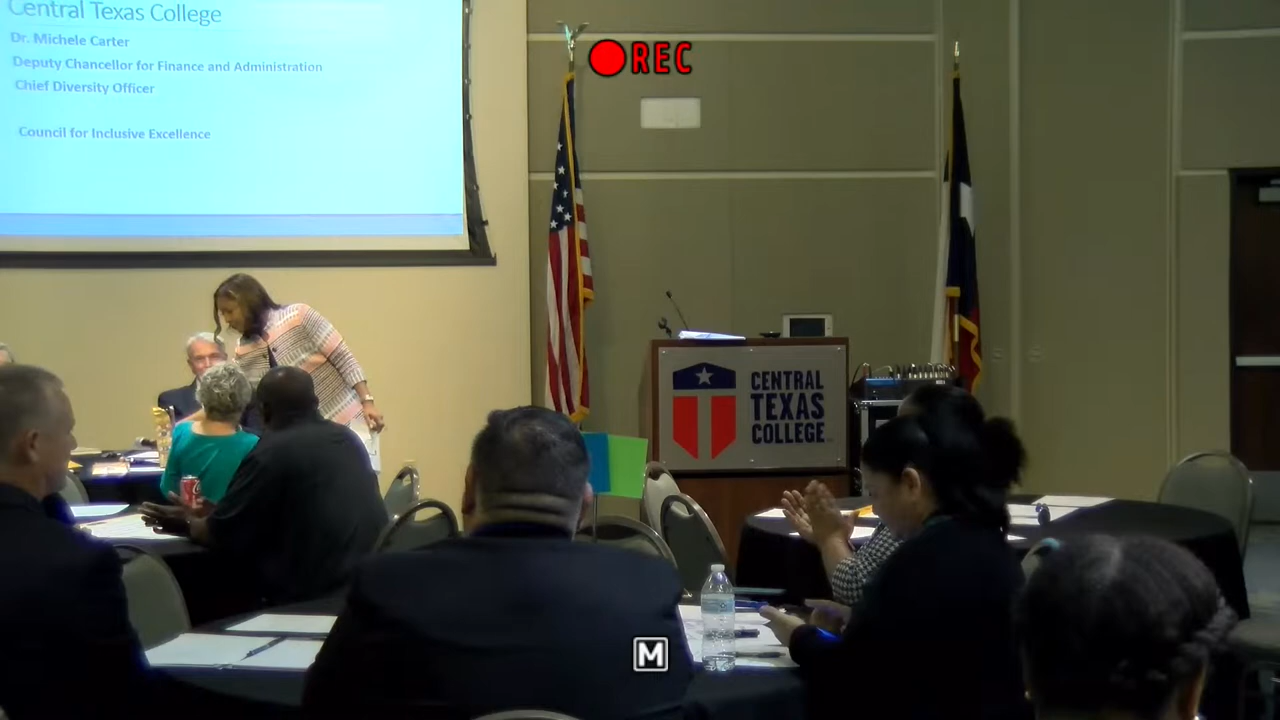 Central Texas College
Dr. Michele Carter
Deputy Chancellor for Finance and Administration
Chief Diversity Officer
Council for Inclusive Excellence
REC
CENTRAL
TEXAS
COLLEGE
M